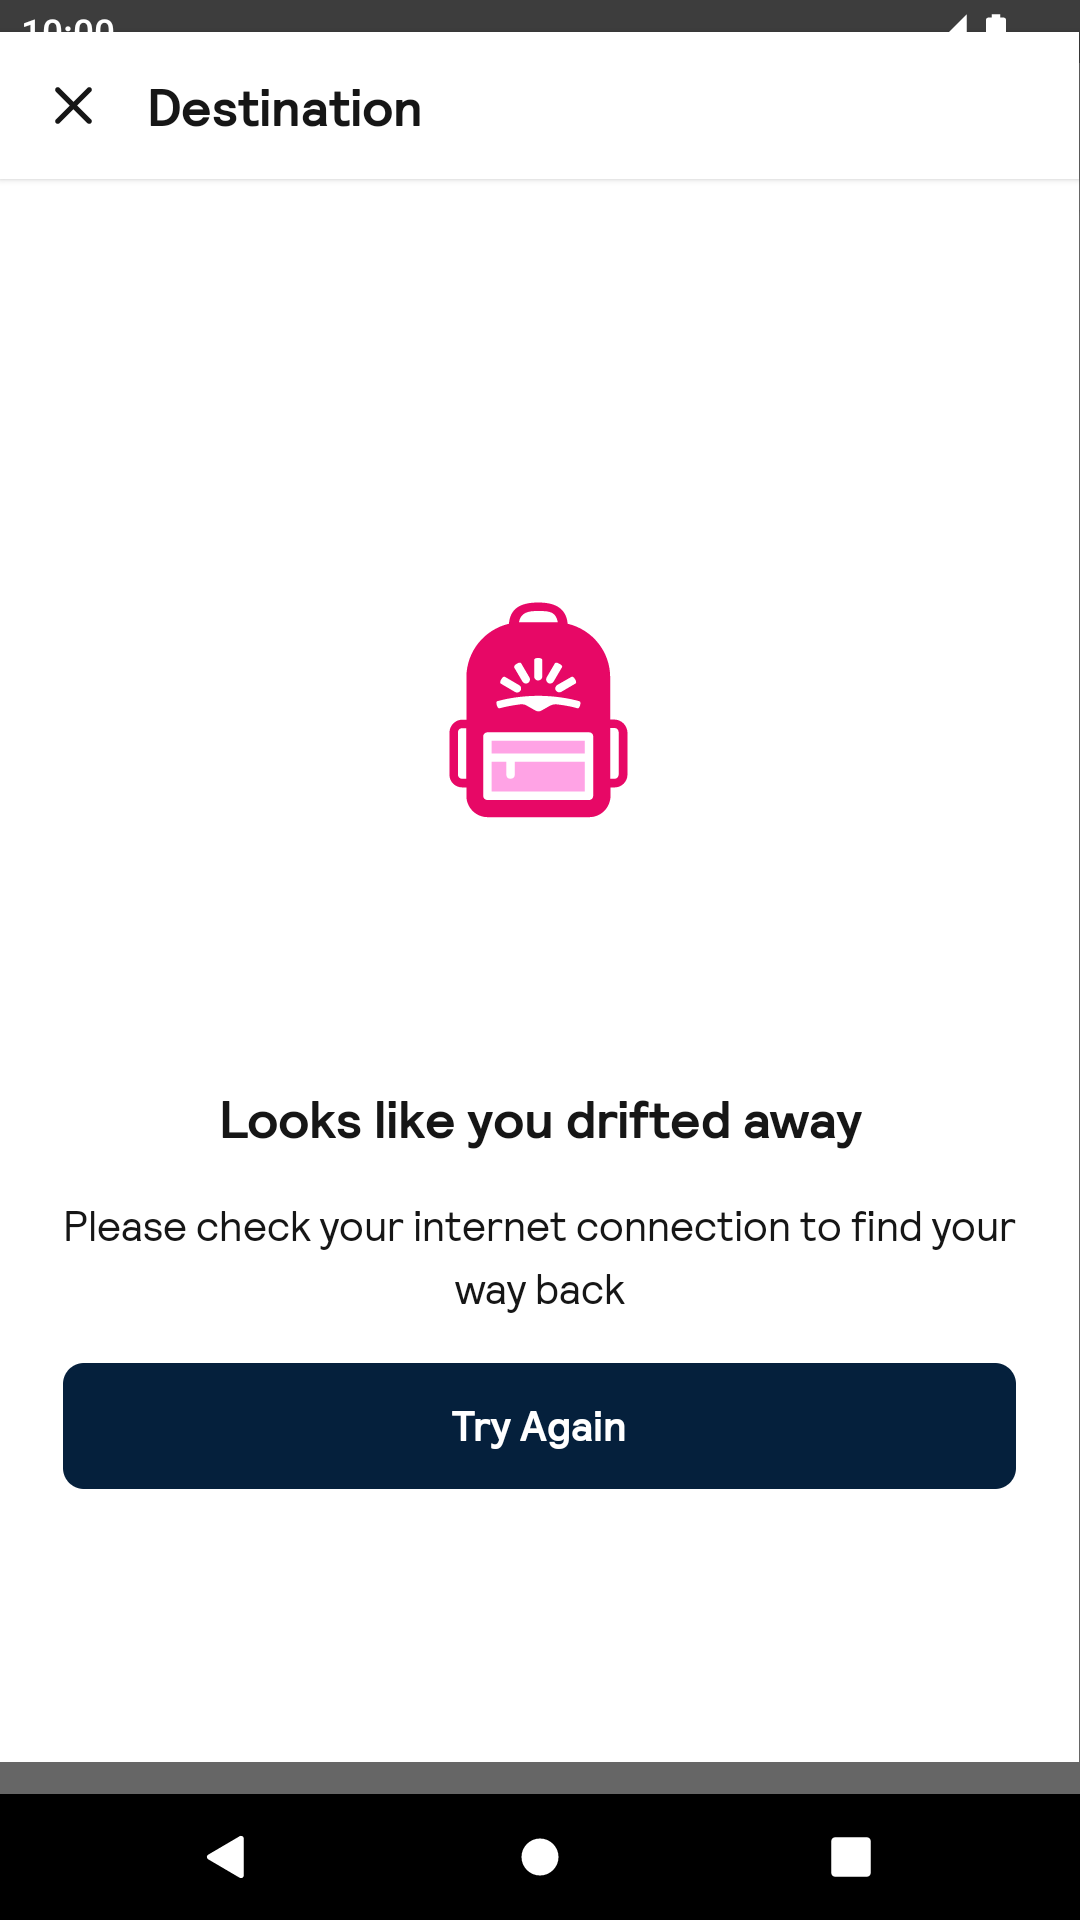 10:00
Destination
Looks like you drifted away
Please check your internet connection to find your
way back
Try Again